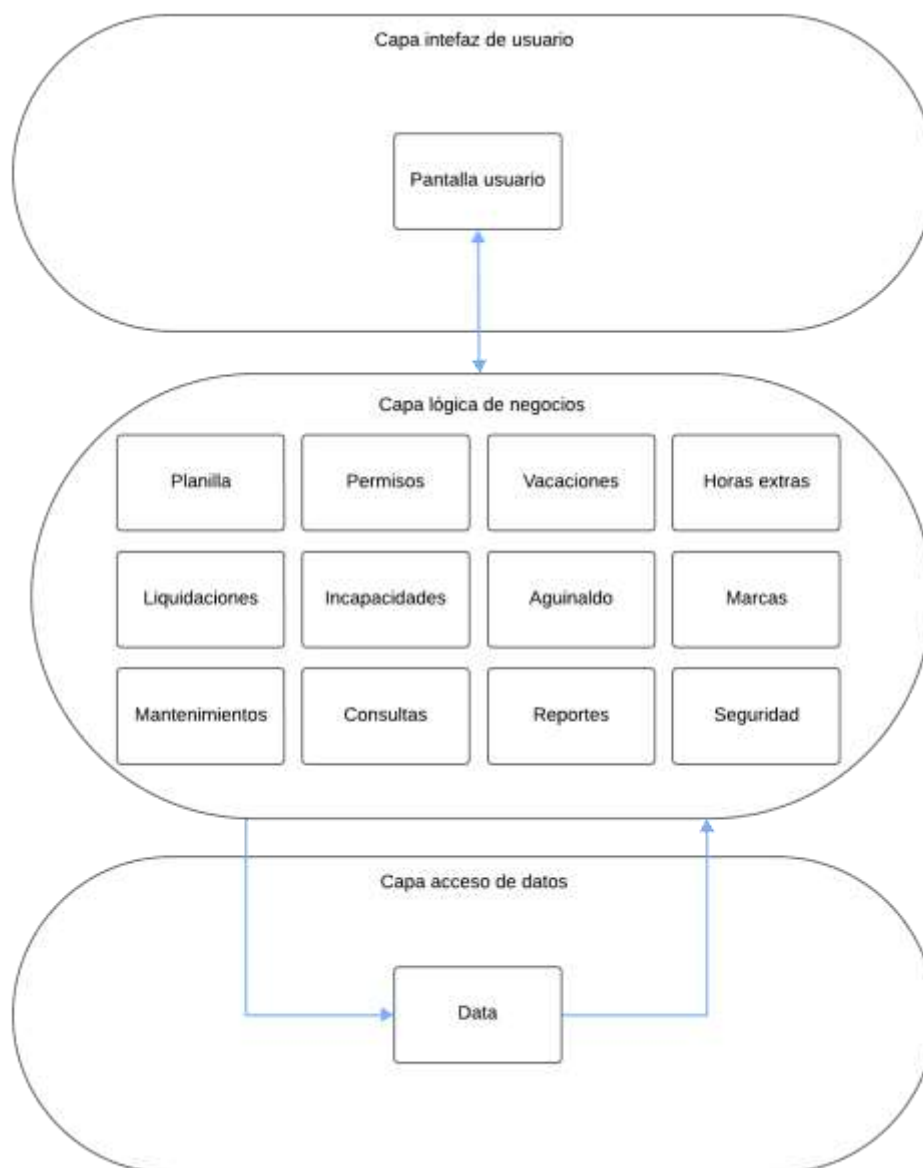 Capa intefaz de usuario
Pantalla usuario
Capa lógica de negocios
Planilla
Permisos
Vacaciones
Horas extras
Liquidaciones
Incapacidades
Aguinaldo
Marcas
Mantenimientos
Consultas
Reportes
Seguridad
Capa acceso de datos
Data